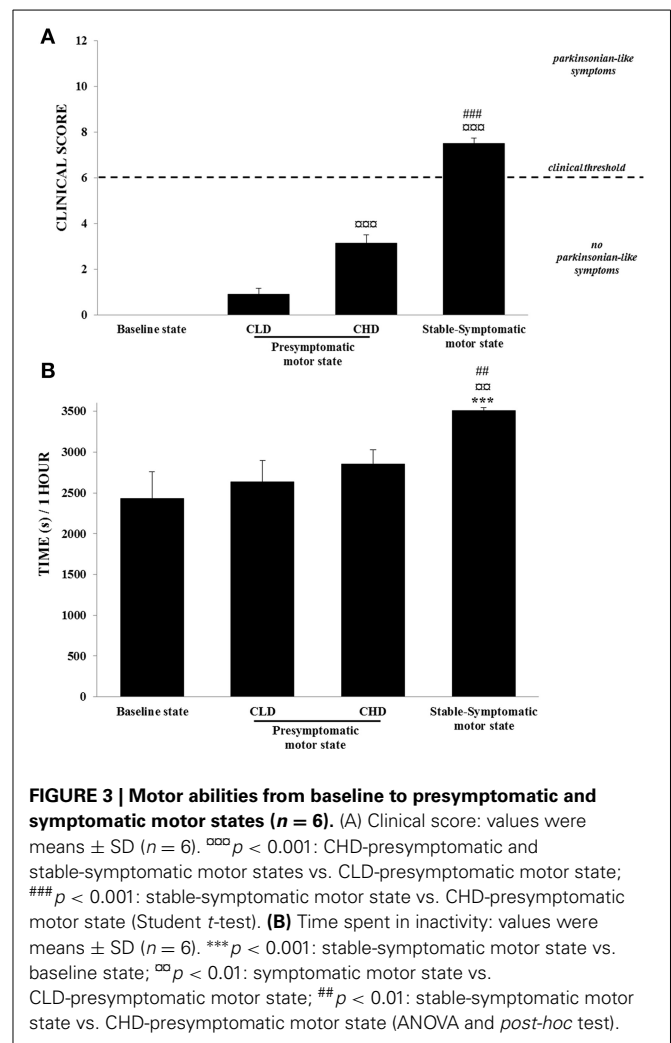 A
12
10
8
6
4
2
0
CLINICAL SCORE
parkinsonian-like
symptoms
###
¤¤¤
clinical threshold
¤¤¤
no
parkinsonian-like
symptoms
Baseline state
CLD
CHD
Stable-Symptomatic
motor state
Presymptomatic
motor state
B
##
¤¤
***
3500
3000
2500
2000
1500
1000
500
0
TIME (s) / 1 HOUR
Baseline state
CLD
CHD
Stable-Symptomatic
motor state
Presymptomatic
motor state
FIGURE 3 | Motor abilities from baseline to presymptomatic and
symptomatic motor states (n = 6). (A) Clinical score: values were
means ± SD (n = 6). ¤¤¤p < 0.001: CHD-presymptomatic and
stable-symptomatic motor states vs. CLD-presymptomatic motor state;
###p < 0.001: stable-symptomatic motor state vs. CHD-presymptomatic
motor state (Student t-test). (B) Time spent in inactivity: values were
means ± SD (n = 6). ***p < 0.001: stable-symptomatic motor state vs.
baseline state; ¤¤p < 0.01: symptomatic motor state vs.
CLD-presymptomatic motor state; ##p < 0.01: stable-symptomatic motor
state vs. CHD-presymptomatic motor state (ANOVA and post-hoc test).